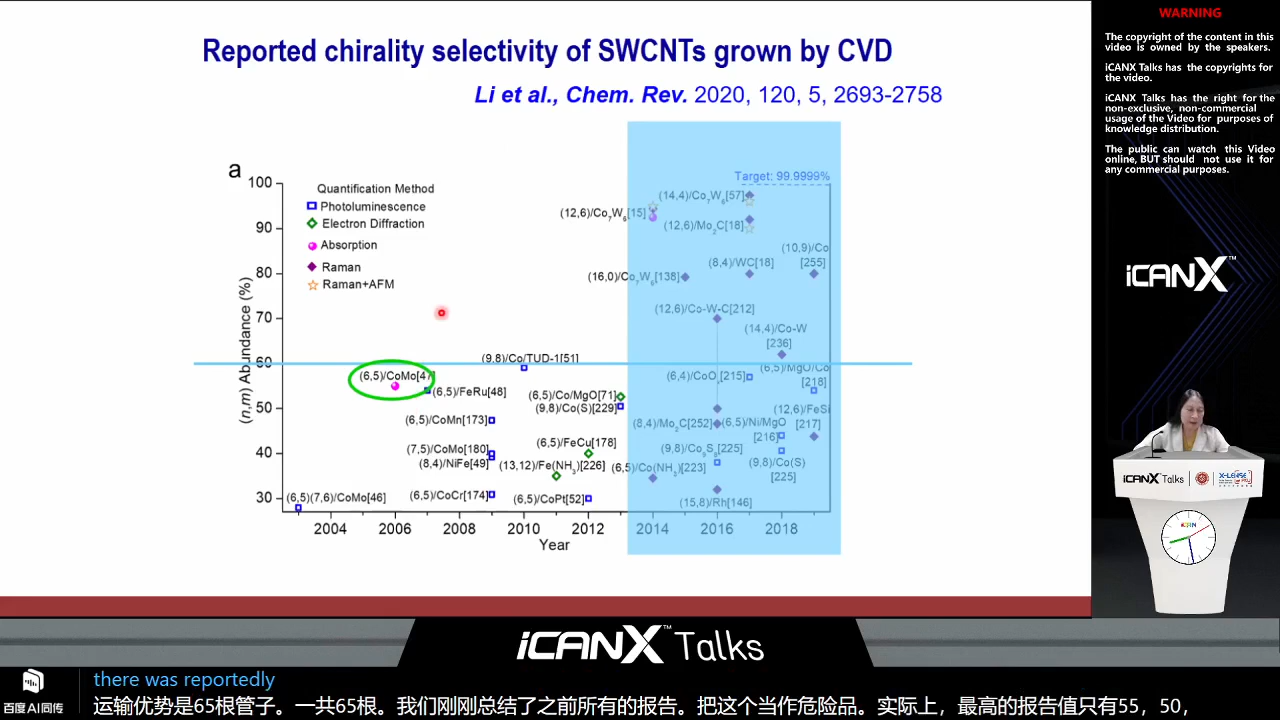 Reported chirality selectivity of SWCNTs grown by CVD
Li et al., Chem. Rev. 2020, 120, 5, 2693-2758
a
Target: 99.9999%
(n,m) Abundance (%)
100
90
80
70
60
50
40
30
Quantification Method
Photoluminescence
Electron Diffraction
Absorption
Raman
Raman+AFM
(14,4)/Co7W6[57]
(12,6)/Co7W6[15]
(12,6)/Mo2C[18]
(10,9)/Co
[255]
(8,4)/WC[18]
(16,0)/Co7W6[138]
(12,6)/Co-W-C[212]
(14,4)/Co-W
[236]
(9,8)/Co/TUD-1[51]
(6,5)/CoMo[47]
(6,4)/CoOx[215]
(6,5)/MgO/Co
[218]
(6,5)/FeRu[48]
(6,5)/Co/MgO[71]
(9,8)/Co(S)[229]
(12,6)/FeSi
[217]
(6,5)/CoMn[173]
(8,4)/Mo2C[252]
(6,5)/Ni/MgO
[216]
(6,5)/FeCu[178]
(7,5)/CoMo[180]
(8,4)/NiFe[49]
(9,8)/Co9S8[225]
(9,8)/Co(S)
[225]
(13,12)/Fe(NH3)[226]
(6,5)/Co(NH3)[223]
(6,5)(7,6)/CoMo[46]
(6,5)/CoCr[174]
(6,5)/CoPt[52]
(15,8)/Rh[146]
2004
2006
2008
2010
2012
2014
2016
2018
Year
WARNING
The copyright of the content in this
video is owned by the speakers.
iCANX Talks has the copyrights for
the video.
iCANX Talks has the right for the
non-exclusive, non-commercial
usage of the Video for purposes of
knowledge distribution.
The public can watch this Video
online, BUT should not use it for
any commercial purposes.
iCANX™
iCANX Talks
X-LENSE
iCAN
iCANX™ Talks
there was reportedly
百度AI同传
运输优势是65根管子。一共65根。我们刚刚总结了之前所有的报告。把这个当作危险品。实际上，最高的报告值只有55，50，